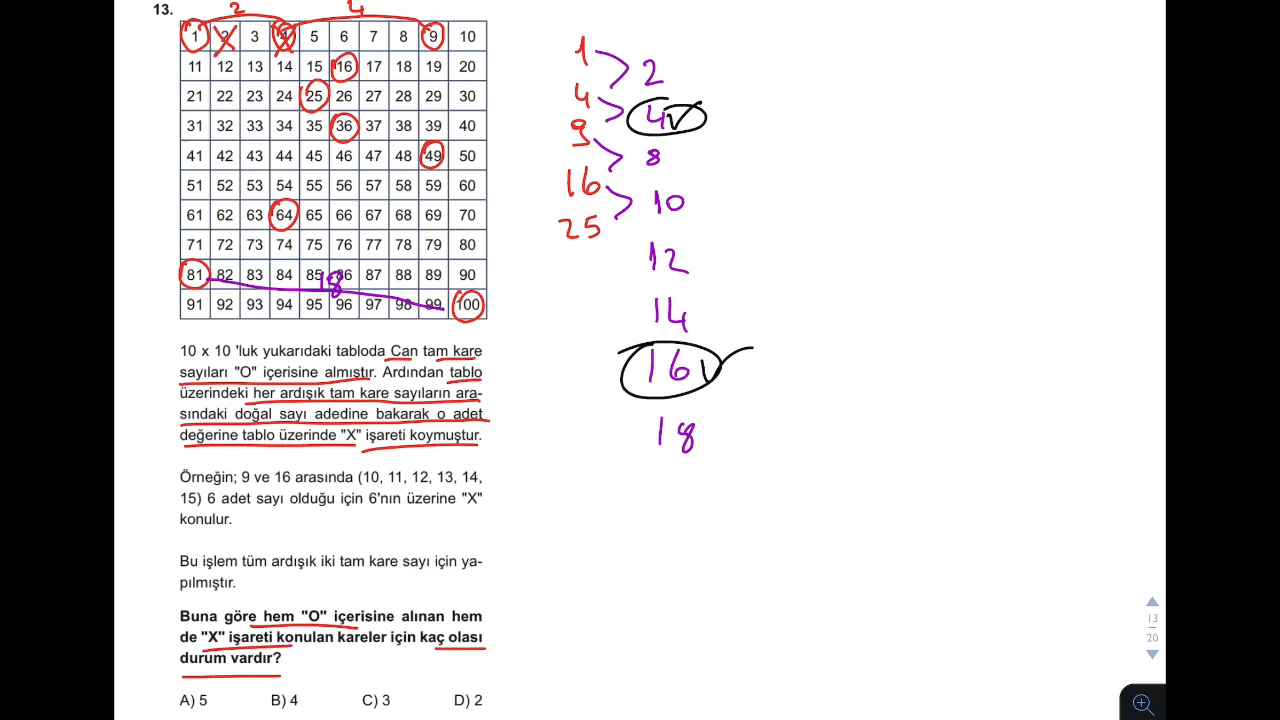 13.
2 4
1 2 3 4 5 6 7 8 9 10
11 12 13 14 15 16 17 18 19 20
21 22 23 24 25 26 27 28 29 30
31 32 33 34 35 36 37 38 39 40
41 42 43 44 45 46 47 48 49 50
51 52 53 54 55 56 57 58 59 60
61 62 63 64 65 66 67 68 69 70
71 72 73 74 75 76 77 78 79 80
81 82 83 84 85 86 87 88 89 90
18
91 92 93 94 95 96 97 98 99 100
10 x 10 'luk yukarıdaki tabloda Can tam kare
sayıları "O" içerisine almıştır. Ardından tablo
üzerindeki her ardışık tam kare sayıların ara-
sındaki doğal sayı adedine bakarak o adet
değerine tablo üzerinde "X" işareti koymuştur.
Örneğin; 9 ve 16 arasında (10, 11, 12, 13, 14,
15) 6 adet sayı olduğu için 6'nın üzerine "X"
konulur.
Bu işlem tüm ardışık iki tam kare sayı için ya-
pılmıştır.
Buna göre hem "O" içerisine alınan hem
de "X" işareti konulan kareler için kaç olası
durum vardır?
A) 5 B) 4 C) 3 D) 2
1
4
9
16
25
2
4
8
10
12
14
16
18
13
20